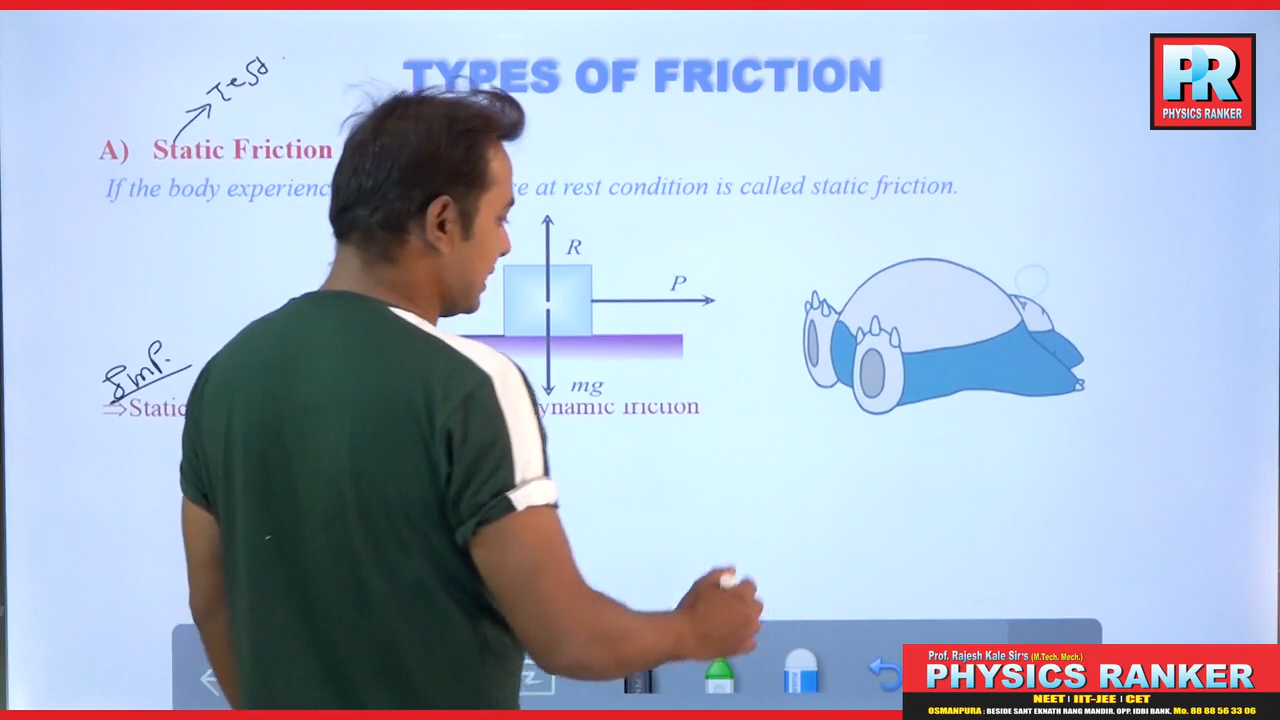 TYPES OF FRICTION
PR
PHYSICS RANKER
A) Static Friction
If the body experienc e at rest condition is called static friction.
R
P
Imp.
mg
⇒Static ynamic friction
Prof. Rajesh Kale Sir's (M.Tech. Mech.)
PHYSICS RANKER
NEET | IIT-JEE | CET
OSMANPURA : BESIDE SANT EKNATH RANG MANDIR, OPP. IDBI BANK. Mo. 88 88 56 33 06